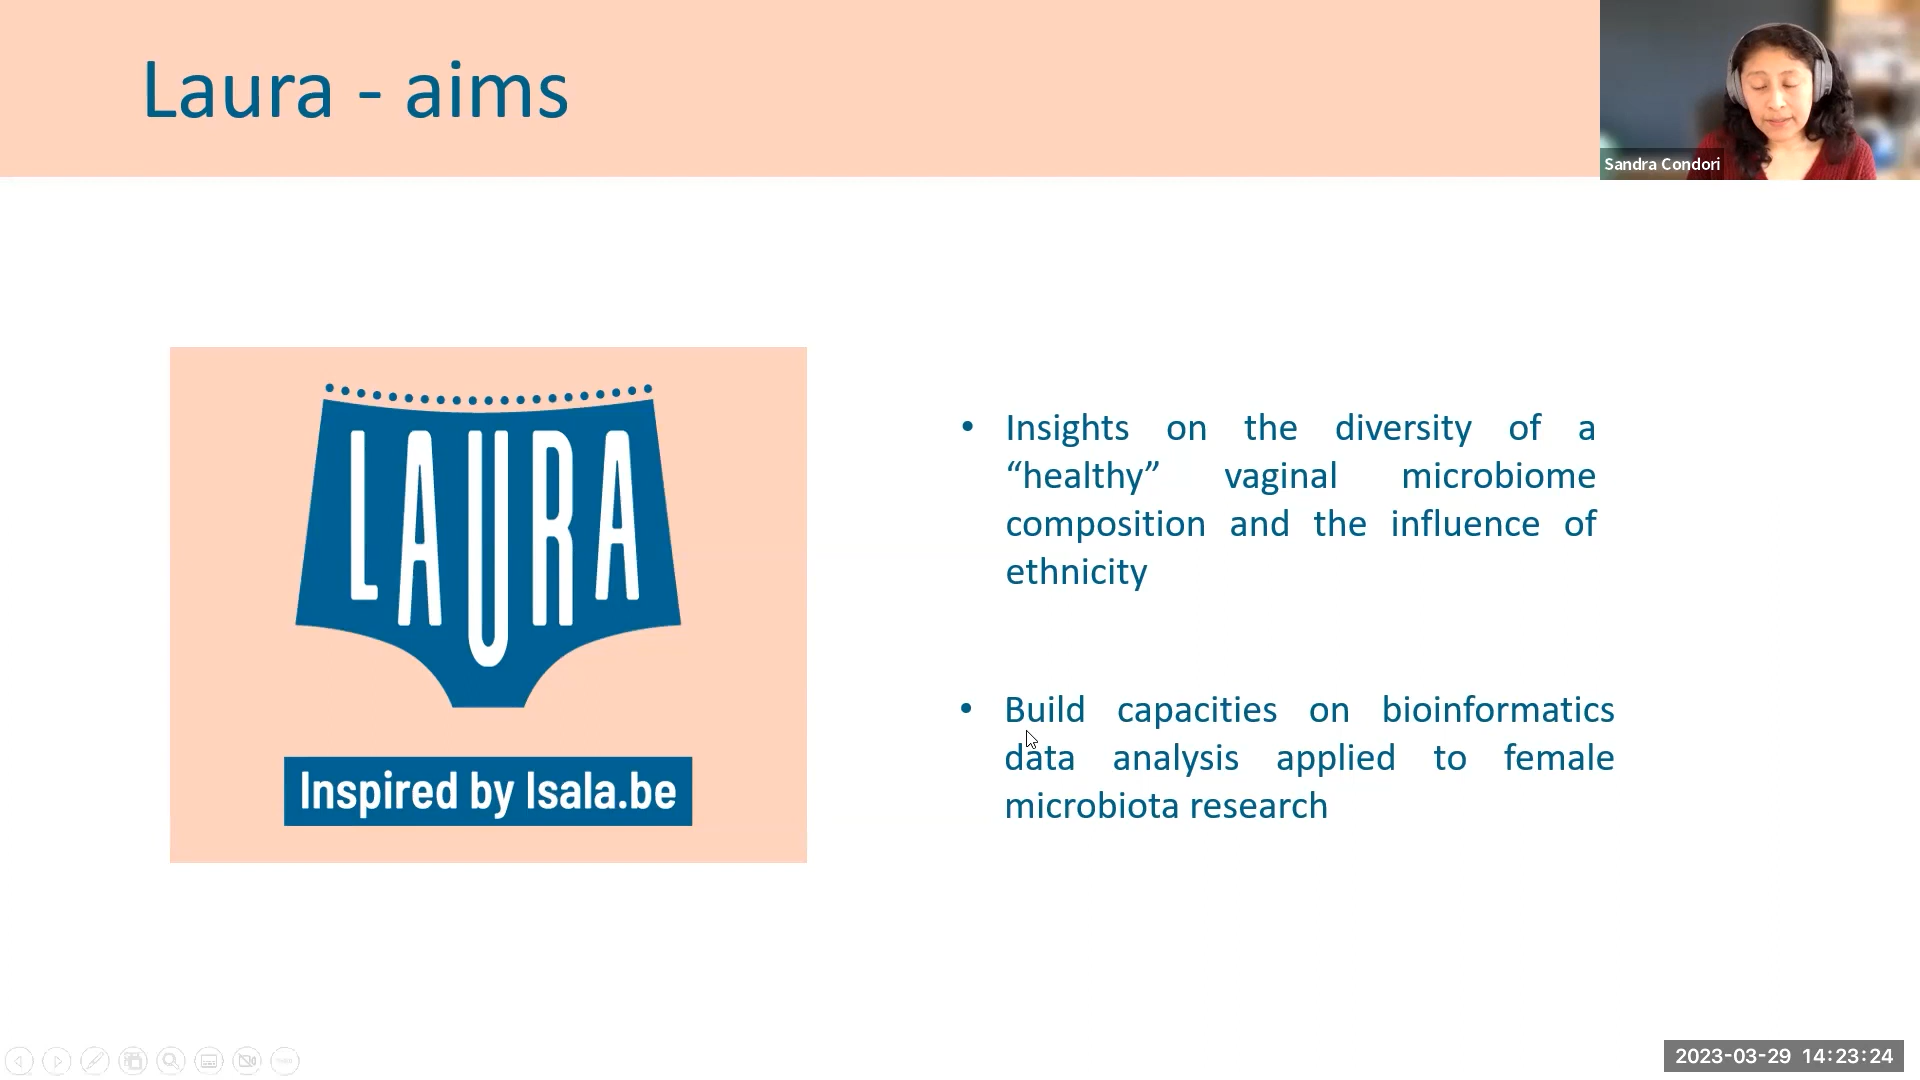 Laura - aims
Sandra Condori
LAURA
Inspired by Isala.be
• Insights on the diversity of a
“healthy” vaginal microbiome
composition and the influence of
ethnicity
• Build capacities on bioinformatics
data analysis applied to female
microbiota research
2023-03-29 14:23:24